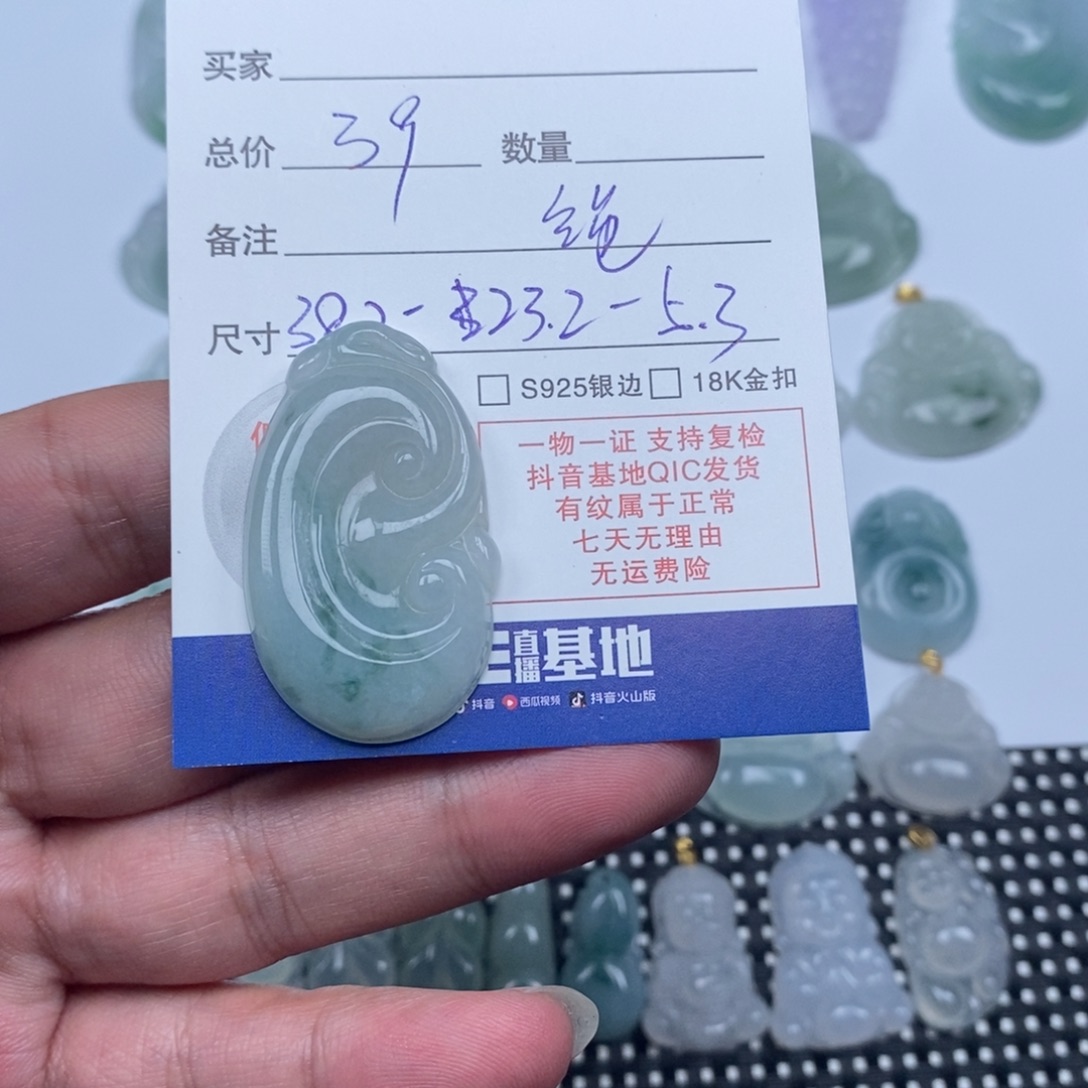 买家
总价 39 数量
备注 绳
尺寸 38.2-23.2-5.3
S925银边 18K金扣
一物一证 支持复检
抖音基地QIC发货
有纹属于正常
七天无理由
无运费险
直播基地
抖音 西瓜视频 抖音火山版